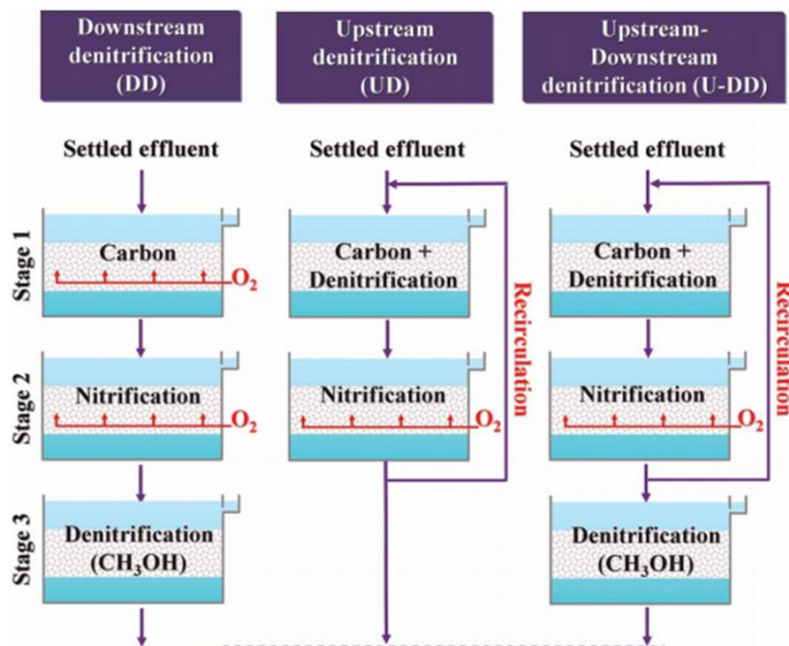 Downstream
denitrification
(DD)
Upstream
denitrification
(UD)
Upstream-
Downstream
denitrification (U-DD)
Settled effluent
Settled effluent
Settled effluent
Stage 1
Carbon
O₂
Carbon +
Denitrification
Carbon +
Denitrification
Recirculation
Recirculation
Stage 2
Nitrification
O₂
Nitrification
O₂
Nitrification
O₂
Stage 3
Denitrification
(CH₃OH)
Denitrification
(CH₃OH)